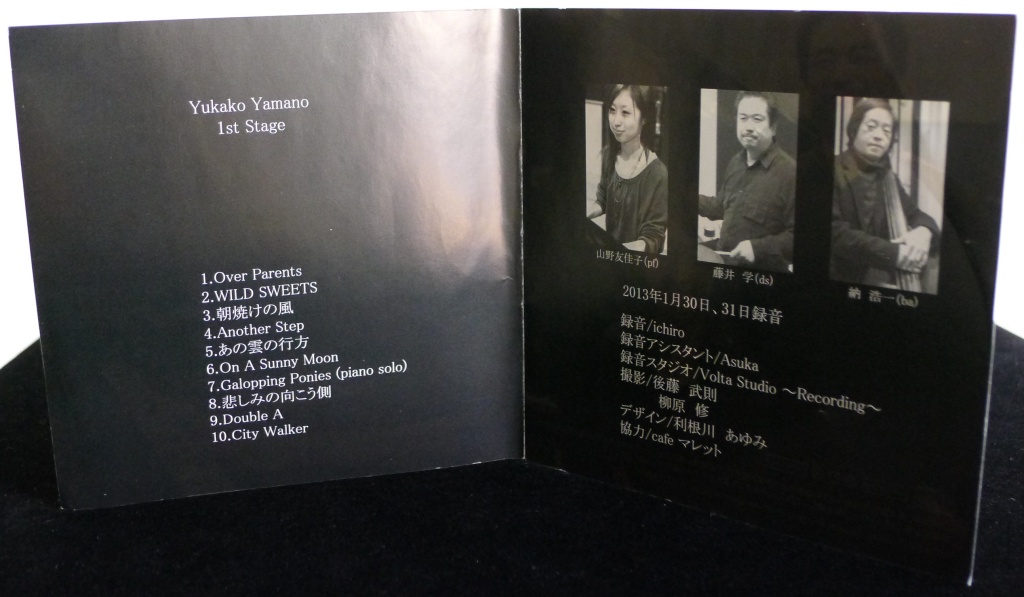 Yukako Yamano
1st Stage
1.Over Parents
2.WILD SWEETS
3.朝焼けの風
4.Another Step
5.あの雲の行方
6.On A Sunny Moon
7.Galopping Ponies (piano solo)
8.悲しみの向こう側
9.Double A
10.City Walker
山野友佳子(pf)
藤井 学(ds)
納 浩一(ba)
2013年1月30日、31日録音
録音/ichiro
録音アシスタント/Asuka
録音スタジオ/Volta Studio ～Recording～
撮影/後藤 武則
柳原 修
デザイン/利根川 あゆみ
協力/cafe マレット